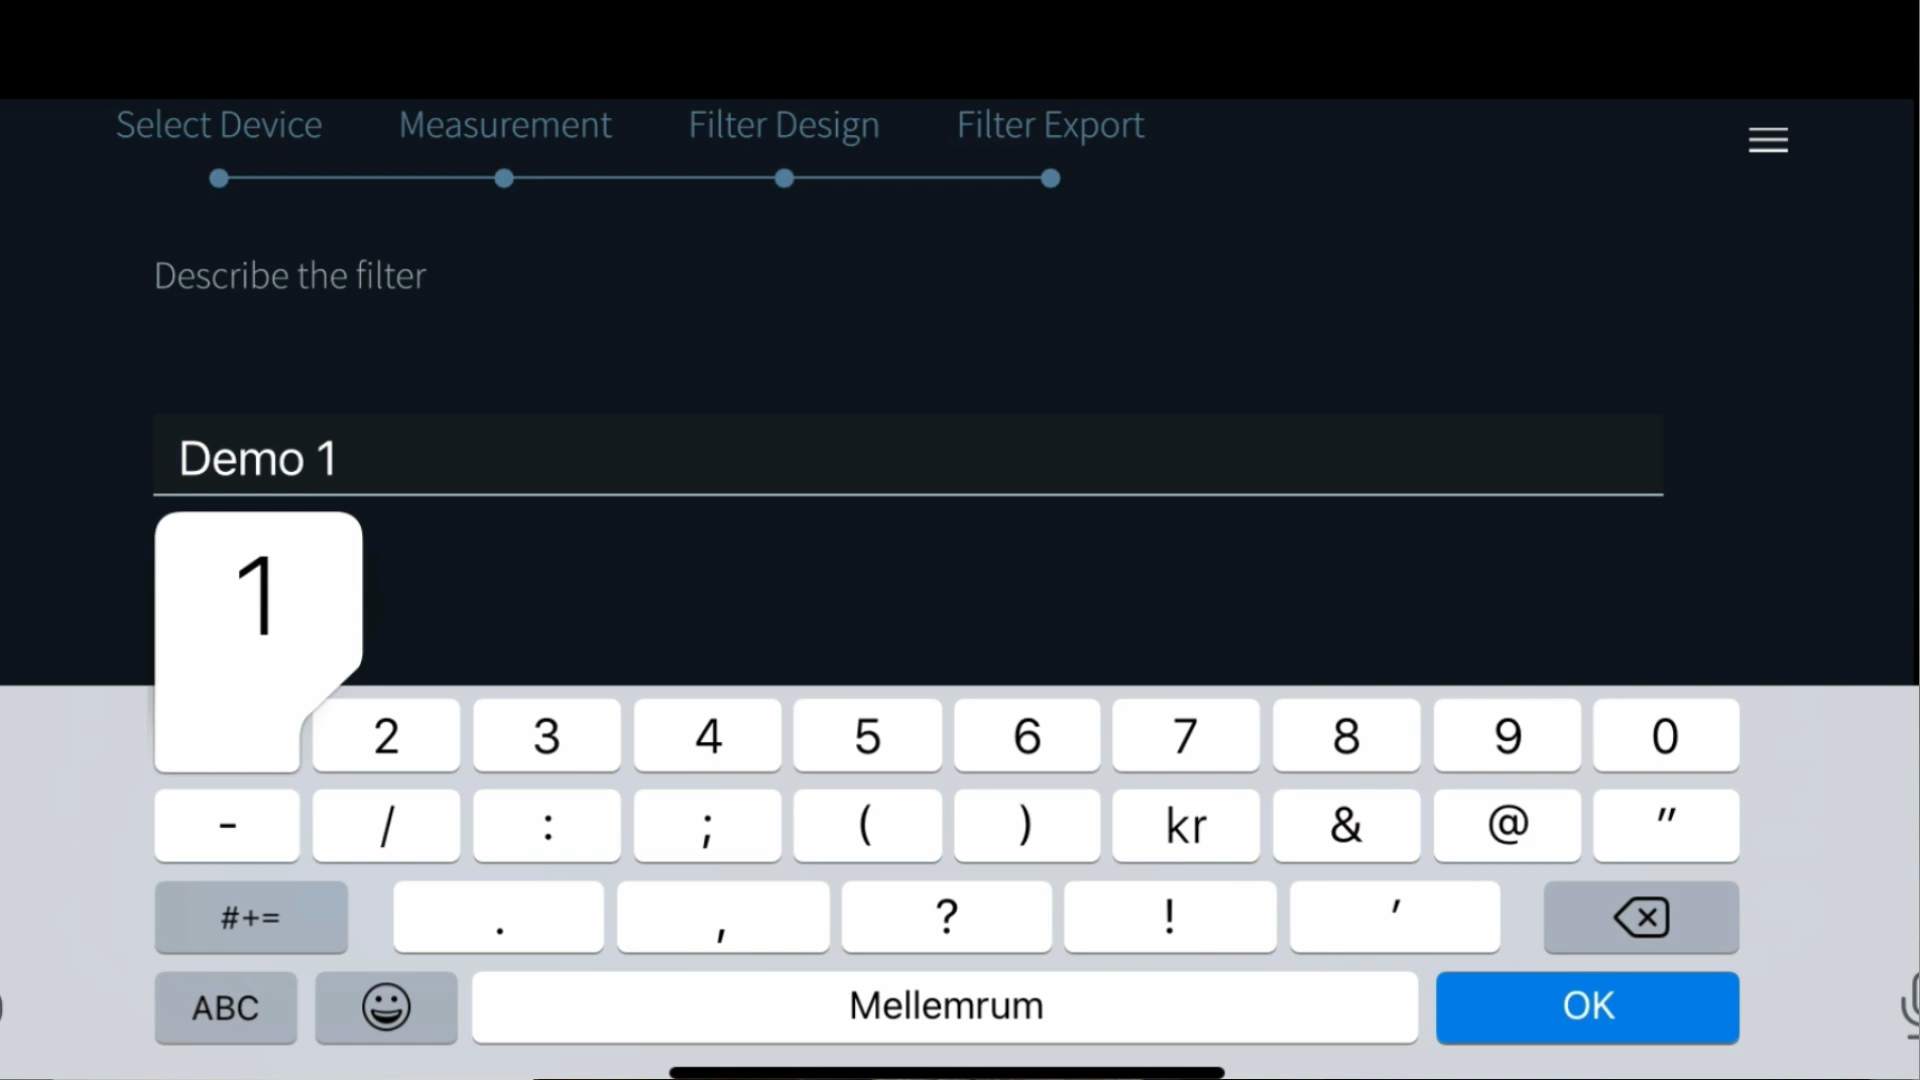 Select Device Measurement Filter Design Filter Export
Describe the filter
Demo 1
1
2 3 4 5 6 7 8 9 0
- / : ; ( ) kr & @ "
#+= . , ? ! '
ABC Mellemrum OK